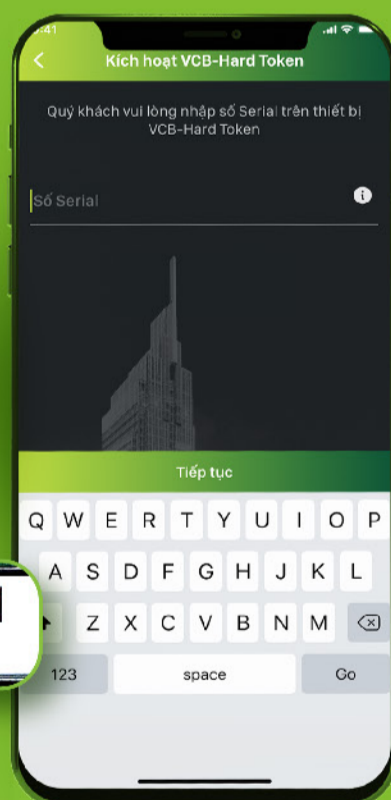 :41
Kích hoạt VCB-Hard Token
Quý khách vui lòng nhập số Serial trên thiết bị
VCB-Hard Token
Số Serial
Tiếp tục
Q W E R T Y U I O P
A S D F G H J K L
Z X C V B N M
123 space Go